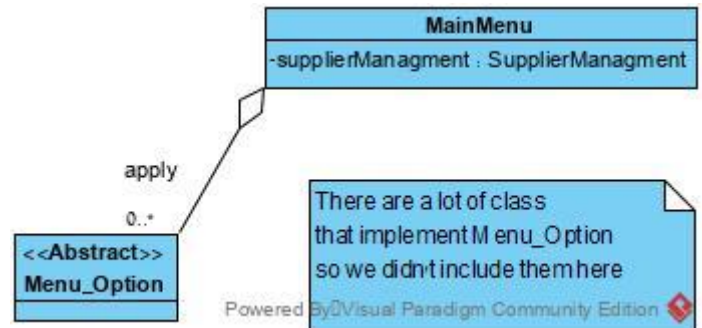 MainMenu
-supplierManagment : SupplierManagment
apply
0..*
<<Abstract>>
Menu_Option
There are a lot of class
that implement Menu_Option
so we didn't include them here
Powered By Visual Paradigm Community Edition